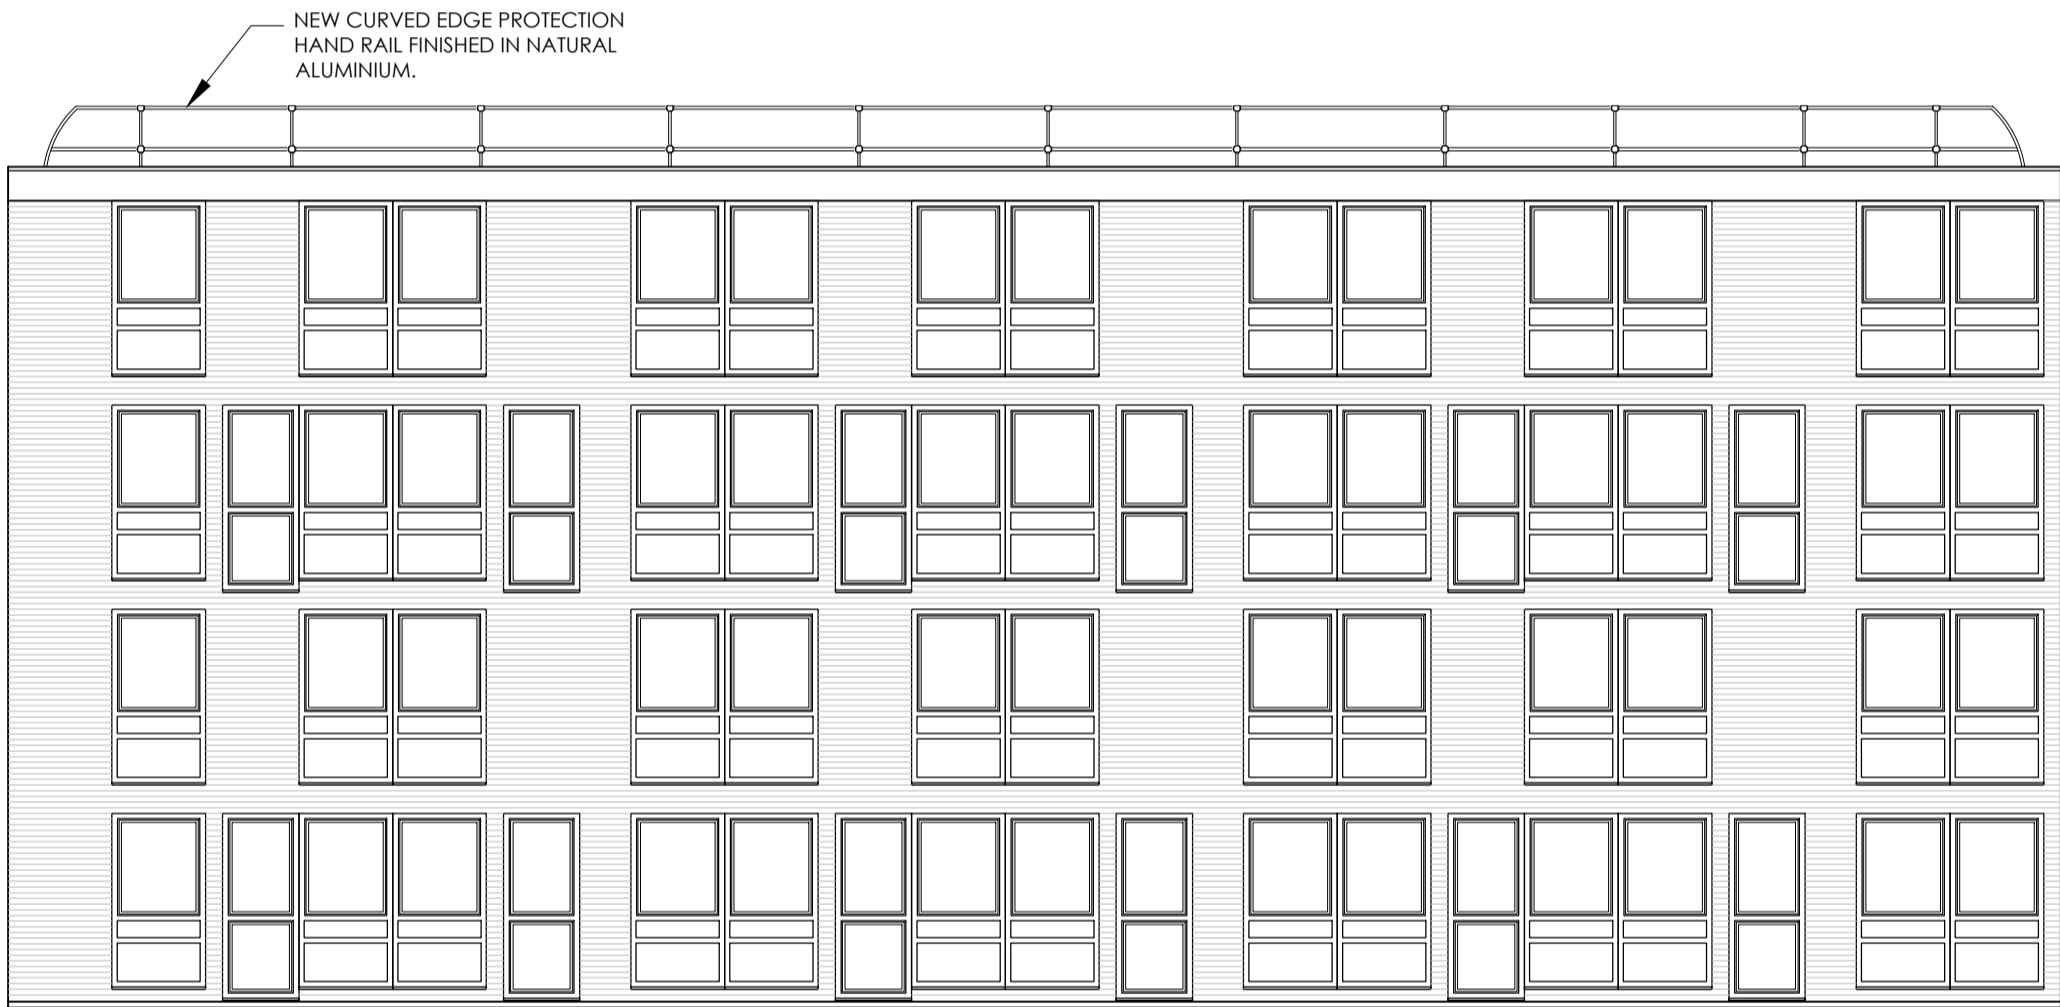 NEW CURVED EDGE PROTECTION
HAND RAIL FINISHED IN NATURAL
ALUMINIUM.